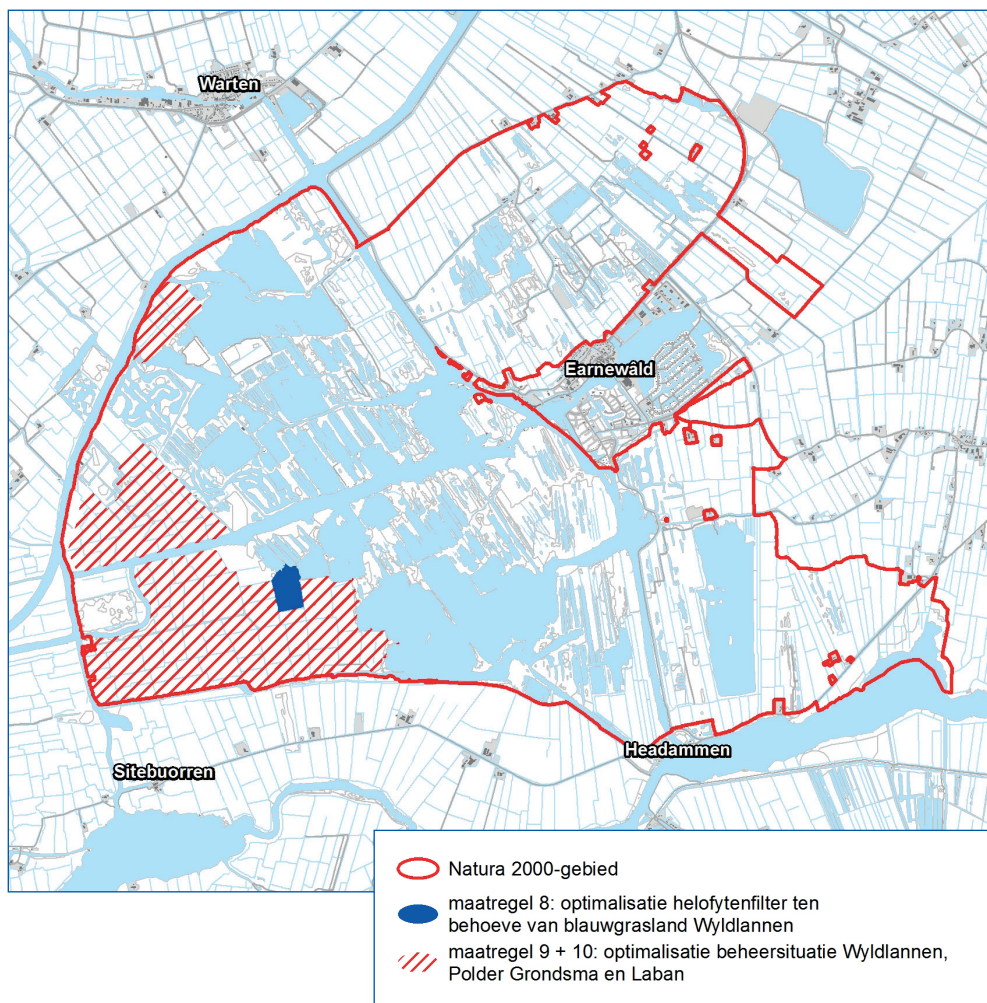 Warten
Earnewâld
Headammen
Sitebuorren
Natura 2000-gebied
maatregel 8: optimalisatie helofytenfilter ten
behoeve van blauwgrasland Wyldlannen
maatregel 9 + 10: optimalisatie beheersituatie Wyldlannen,
Polder Grondsma en Laban